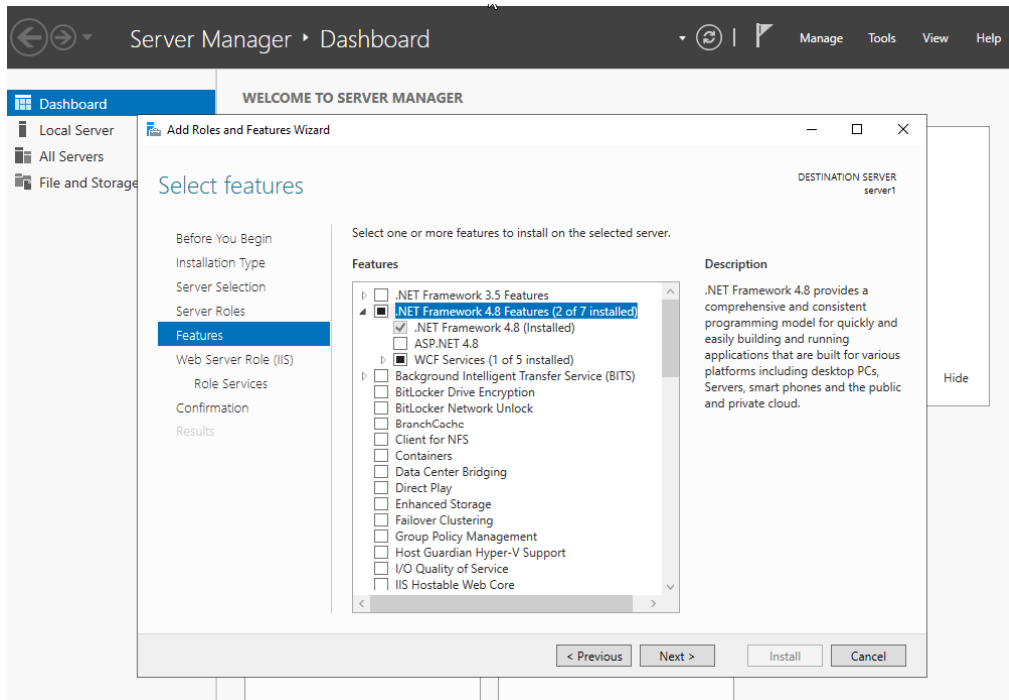 Server Manager ‣ Dashboard
Manage Tools View Help
Dashboard
Local Server
All Servers
File and Storage
WELCOME TO SERVER MANAGER
Add Roles and Features Wizard
Select features
DESTINATION SERVER
server1
Before You Begin
Installation Type
Server Selection
Server Roles
Features
Web Server Role (IIS)
Role Services
Confirmation
Results
Select one or more features to install on the selected server.
Features
.NET Framework 3.5 Features
.NET Framework 4.8 Features (2 of 7 installed)
.NET Framework 4.8 (Installed)
ASP.NET 4.8
WCF Services (1 of 5 installed)
Background Intelligent Transfer Service (BITS)
BitLocker Drive Encryption
BitLocker Network Unlock
BranchCache
Client for NFS
Containers
Data Center Bridging
Direct Play
Enhanced Storage
Failover Clustering
Group Policy Management
Host Guardian Hyper-V Support
I/O Quality of Service
IIS Hostable Web Core
Description
.NET Framework 4.8 provides a
comprehensive and consistent
programming model for quickly and
easily building and running
applications that are built for various
platforms including desktop PCs,
Servers, smart phones and the public
and private cloud.
Hide
< Previous
Next >
Install
Cancel